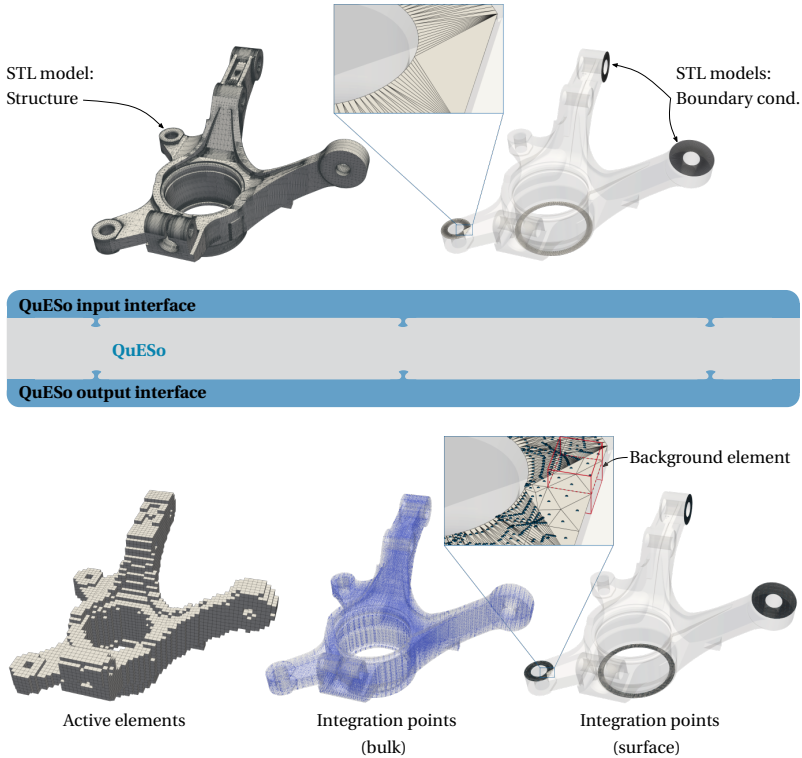 STL model:
Structure
STL models:
Boundary cond.
QuESo input interface
QuESo
QuESo output interface
Background element
Active elements
Integration points
(bulk)
Integration points
(surface)